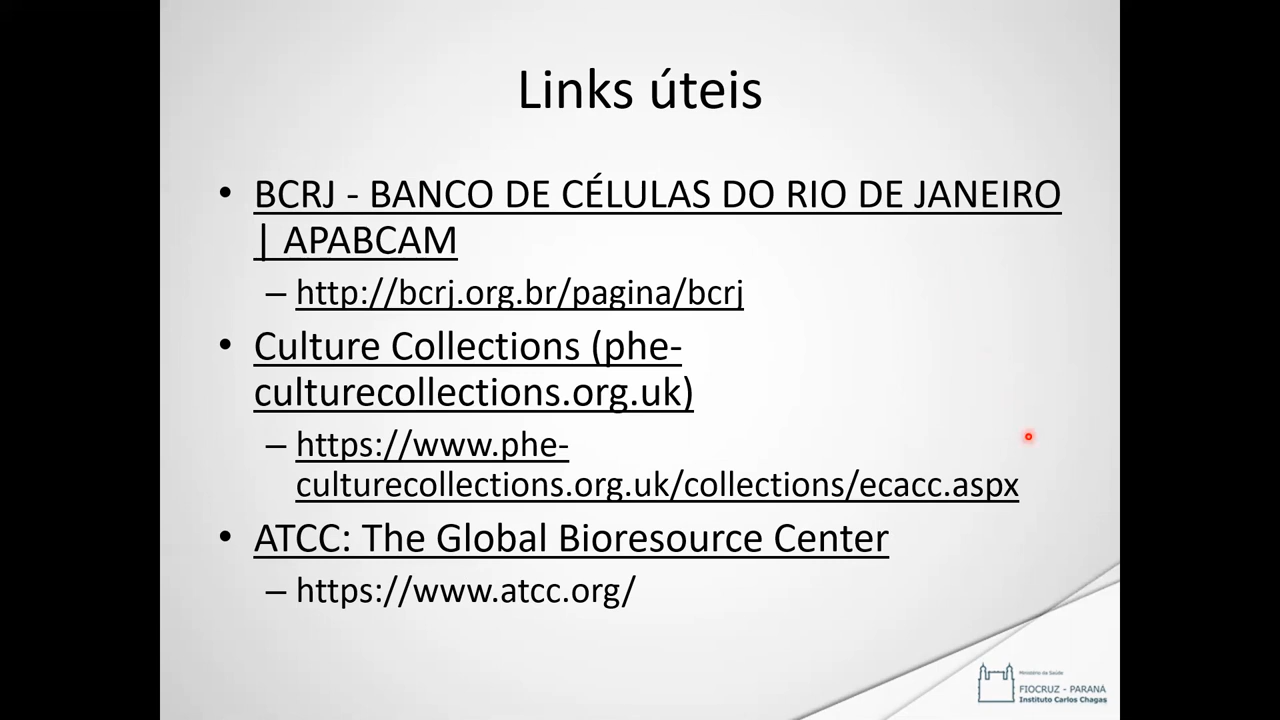 Links úteis
• BCRJ - BANCO DE CÉLULAS DO RIO DE JANEIRO
| APABCAM
– http://bcrj.org.br/pagina/bcrj
• Culture Collections (phe-
culturecollections.org.uk)
– https://www.phe-
culturecollections.org.uk/collections/ecacc.aspx
• ATCC: The Global Bioresource Center
– https://www.atcc.org/
Ministério da Saúde
FIOCRUZ - PARANÁ
Instituto Carlos Chagas